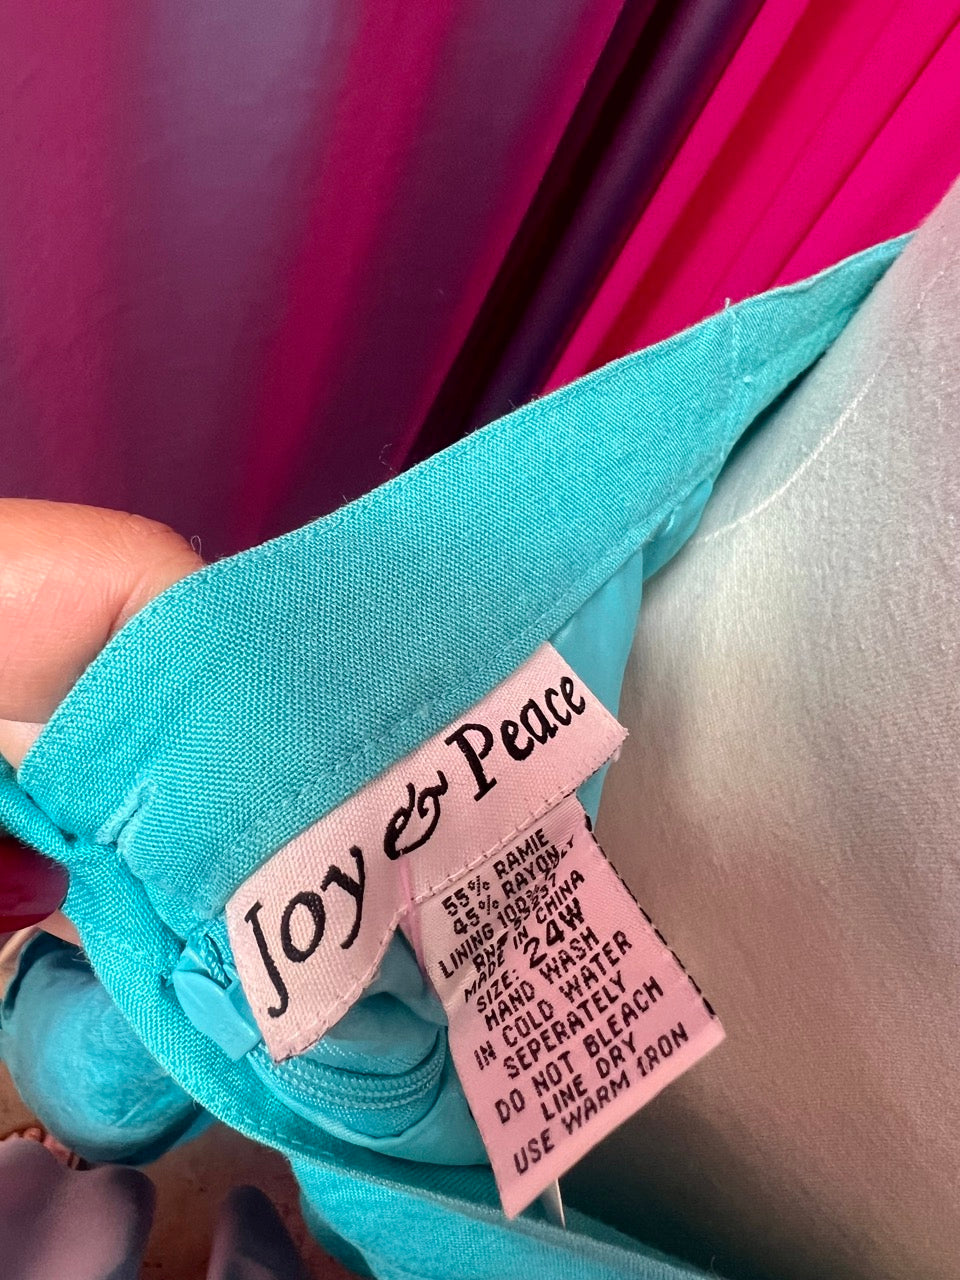 Joy & Peace
55% RAMIE
45% RAYON
LINING 100%
RN
MADE IN CHINA
SIZE: 24W
HAND WASH
IN COLD WATER
SEPERATELY
DO NOT BLEACH
LINE DRY
USE WARM IRON